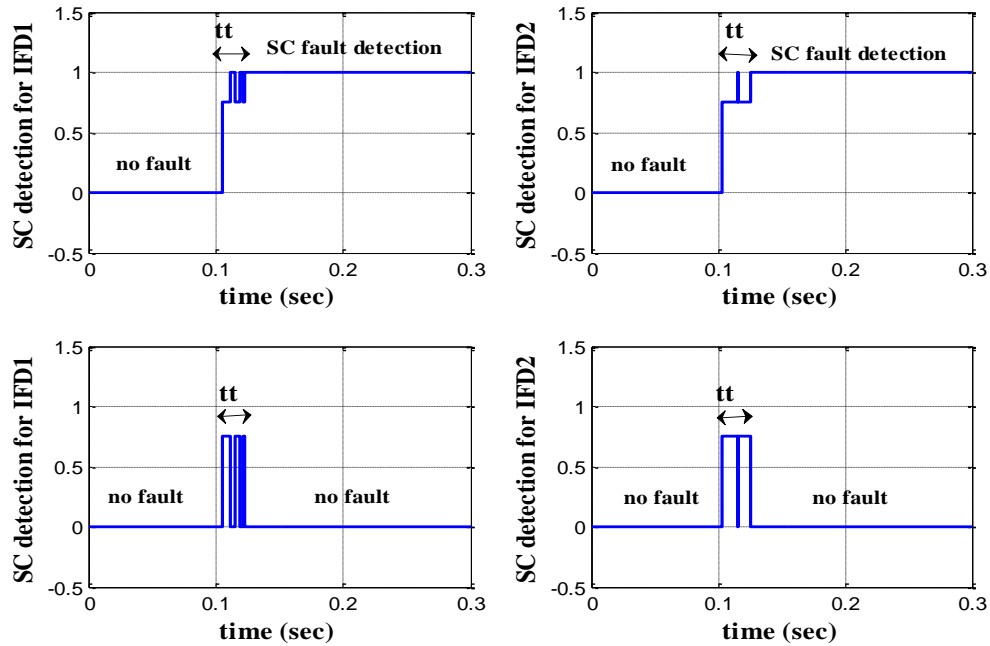 SC detection for IFD1
1.5
1
0.5
0
-0.5
tt
SC fault detection
no fault
0
0.1
0.2
0.3
time (sec)
SC detection for IFD2
1.5
1
0.5
0
-0.5
tt
SC fault detection
no fault
0
0.1
0.2
0.3
time (sec)
SC detection for IFD1
1.5
1
0.5
0
-0.5
tt
no fault
no fault
0
0.1
0.2
0.3
time (sec)
SC detection for IFD2
1.5
1
0.5
0
-0.5
tt
no fault
no fault
0
0.1
0.2
0.3
time (sec)